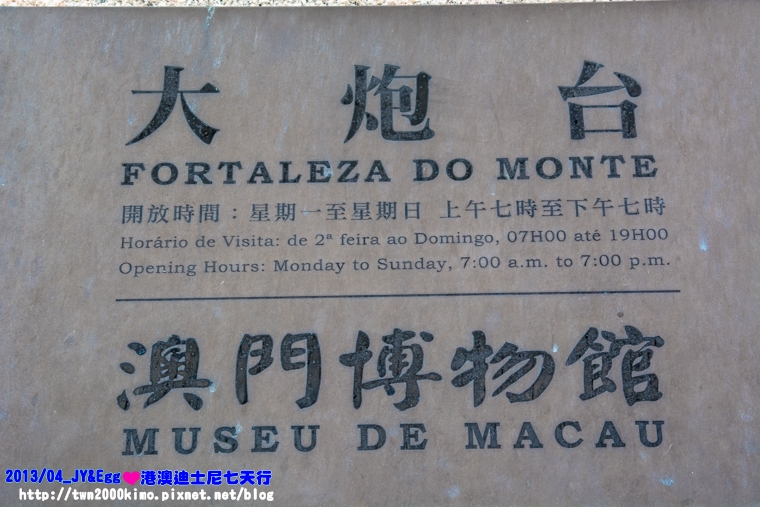 大炮台
FORTALEZA DO MONTE
開放時間：星期一至星期日 上午七時至下午七時
Horário de Visita: de 2ª feira ao Domingo, 07H00 até 19H00
Opening Hours: Monday to Sunday, 7:00 a.m. to 7:00 p.m.
澳門博物館
MUSEU DE MACAU
2013/04_JY&Egg❤港澳迪士尼七天行
http://twn2000kimo.pixnet.net/blog